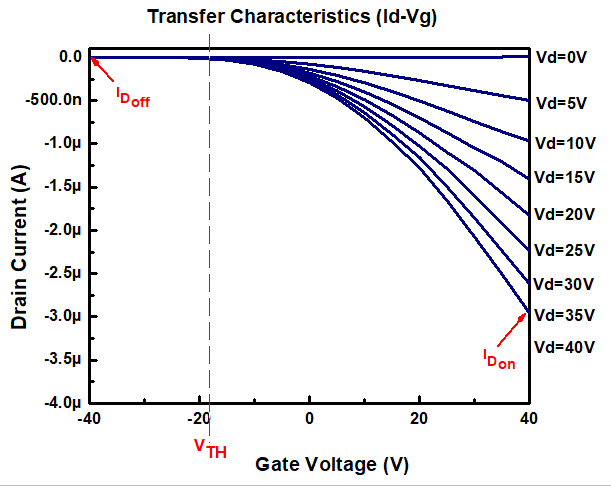 Transfer Characteristics (Id-Vg)
Drain Current (A)
0.0
-500.0n
-1.0µ
-1.5µ
-2.0µ
-2.5µ
-3.0µ
-3.5µ
-4.0µ
IDoff
Vd=0V
Vd=5V
Vd=10V
Vd=15V
Vd=20V
Vd=25V
Vd=30V
Vd=35V
Vd=40V
IDon
-40 -20 0 20 40
VTH
Gate Voltage (V)